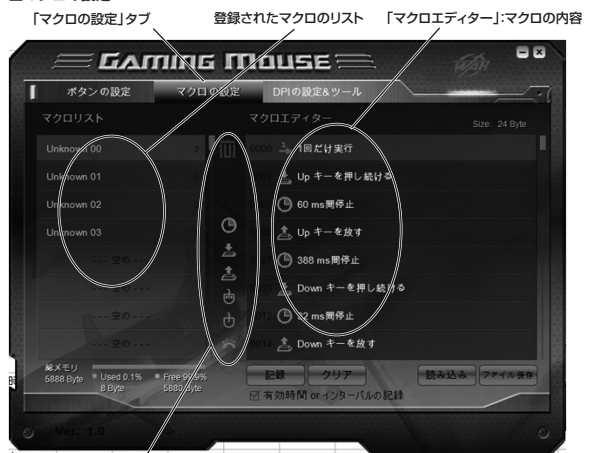 「マクロの設定」タブ
登録されたマクロのリスト
「マクロエディター」:マクロの内容
GAMING MOUSE
ボタンの設定
マクロの設定
DPIの設定&ツール
マクロリスト
マクロエディター
Size: 24 Byte
Unknown 00
2
0000 1回だけ実行
Unknown 01
Up キーを押し続ける
Unknown 02
60 ms間停止
Unknown 03
Up キーを放す
--- 空の ---
388 ms間停止
--- 空の ---
Down キーを押し続ける
0012 32 ms間停止
--- 空の ---
0014 Down キーを放す
総メモリ
5888 Byte
Used 0.1%
8 Byte
Free 99.9%
5880 Byte
記録
クリア
読み込み
ファイル保存
有効時間 or インターバルの記録
Ver. 1.0